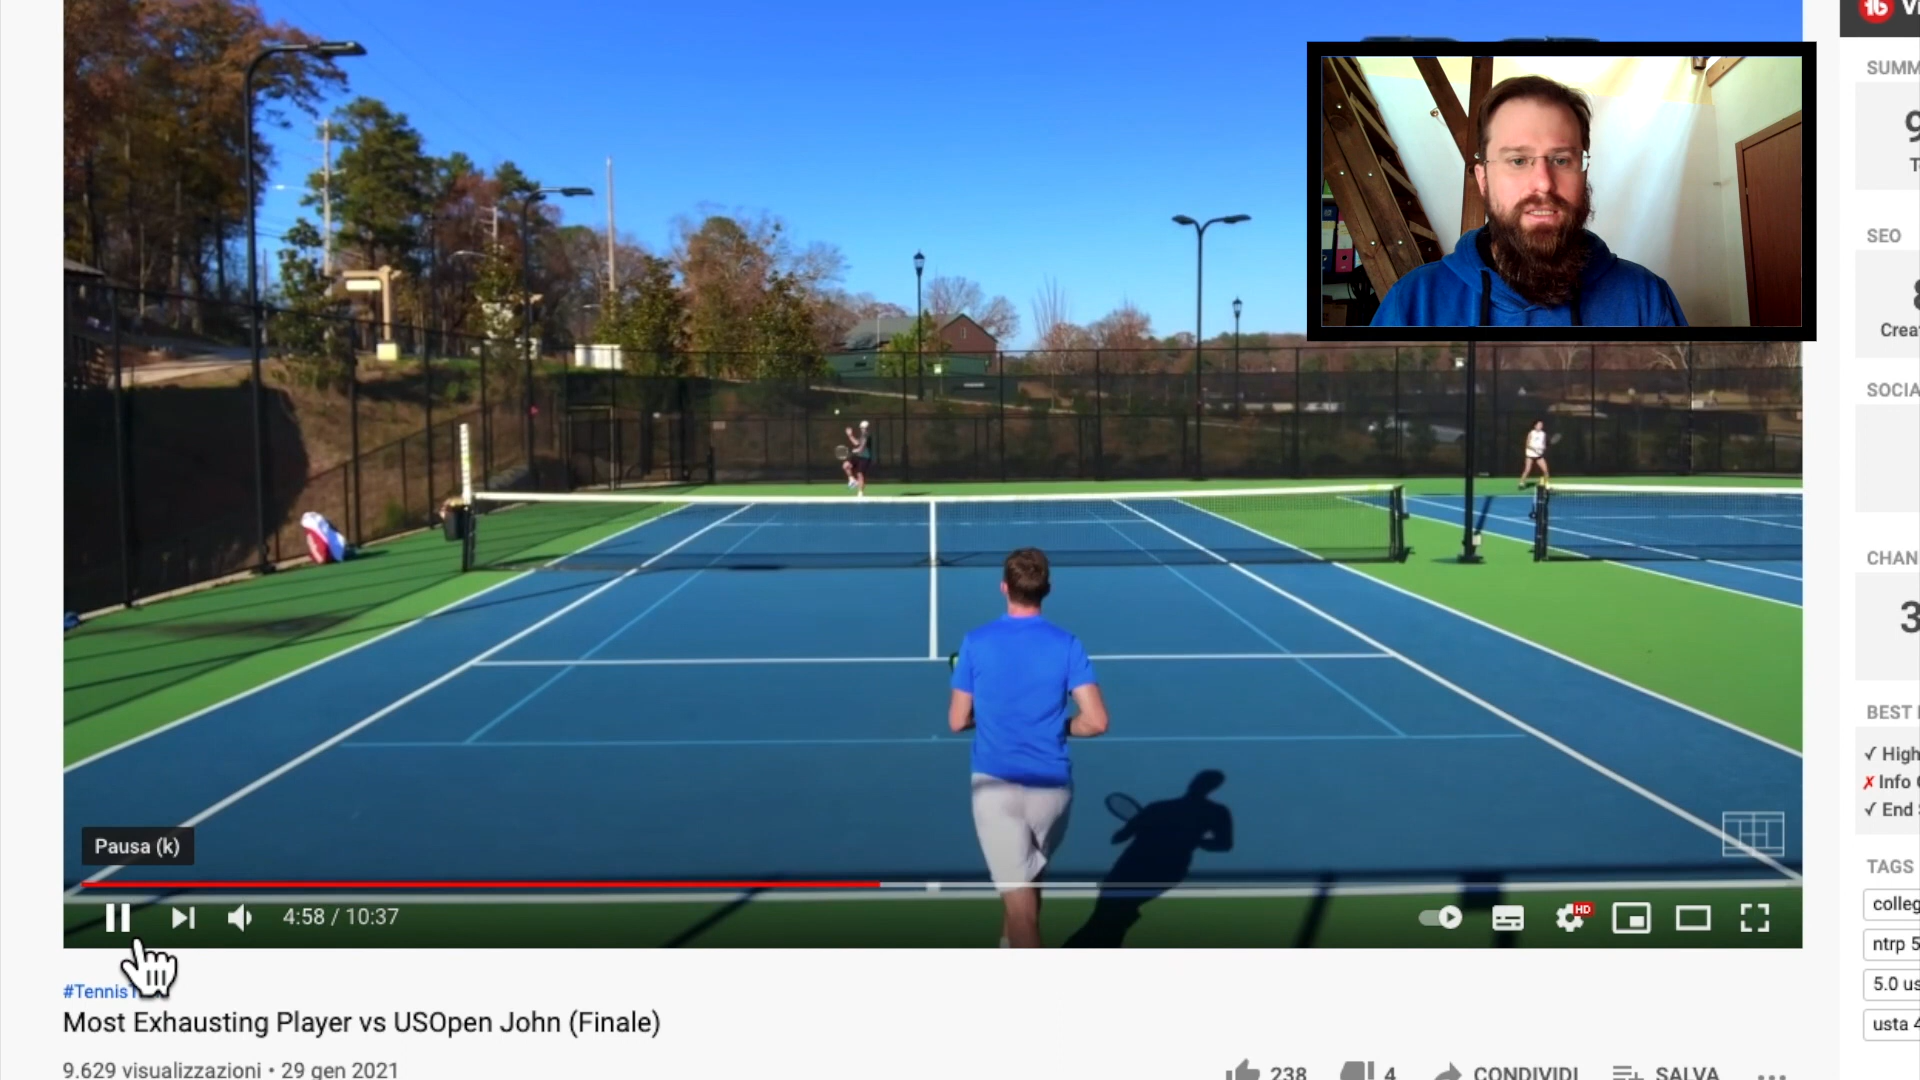 SUMM
SEO
Crea
SOCIA
CHAN
3
BEST
✓ High
✗ Info
✓ End
TAGS
colleg
ntrp 5
5.0 us
usta 4
Pausa (k)
4:58 / 10:37
HD
#Tennis
Most Exhausting Player vs USOpen John (Finale)
9.629 visualizzazioni • 29 gen 2021
238
4
CONDIVIDI
SALVA